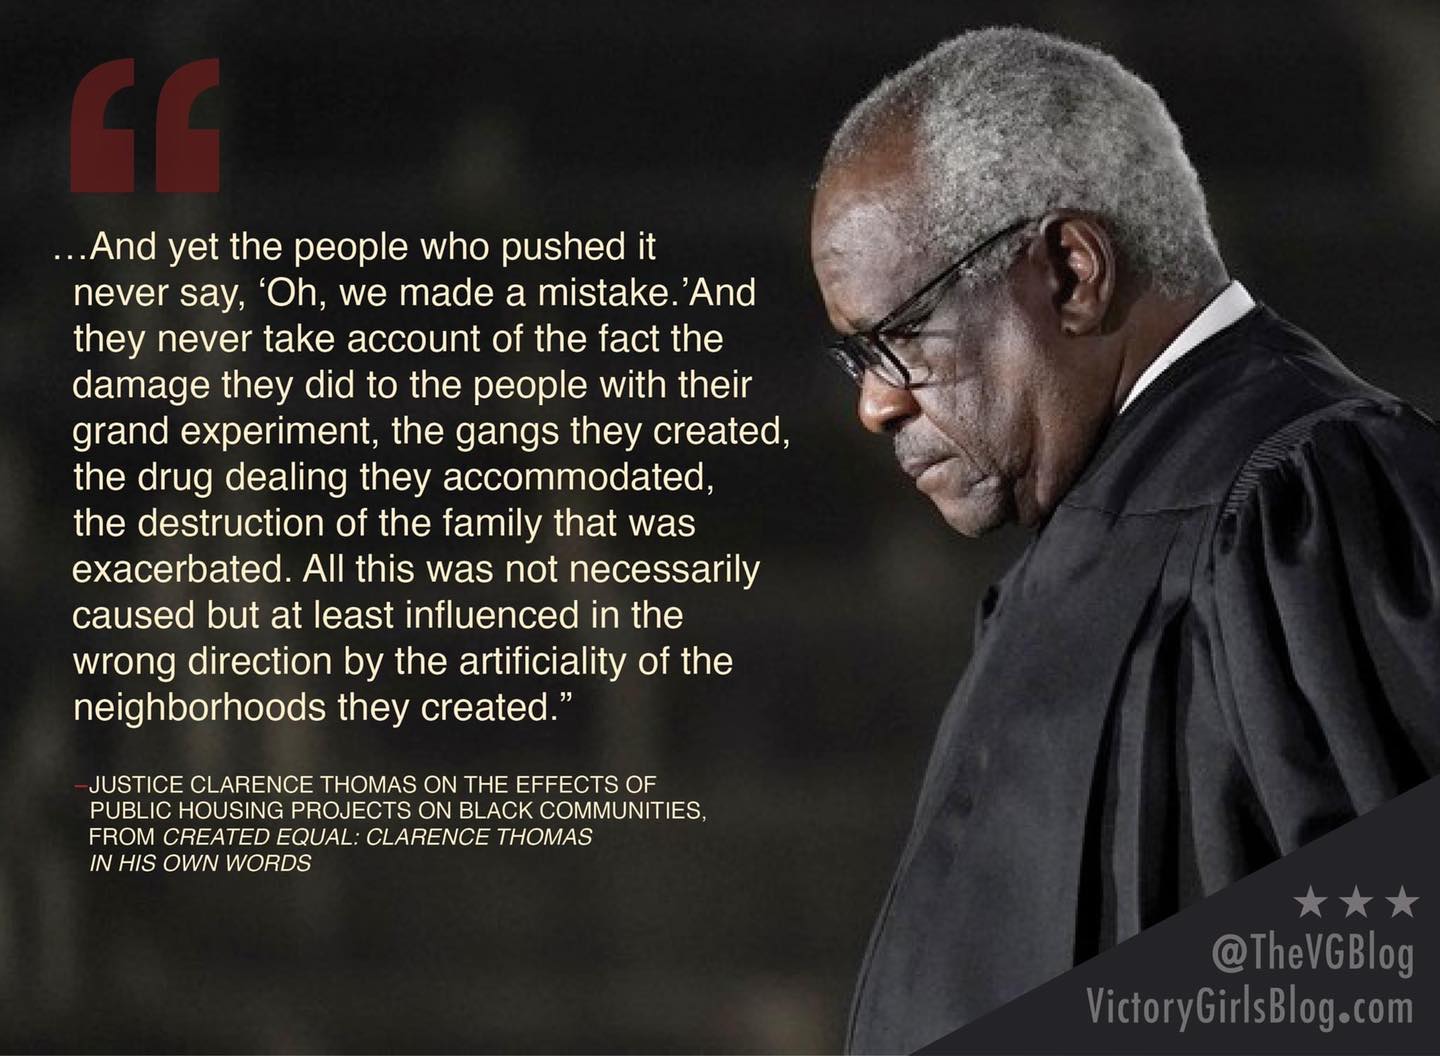 …And yet the people who pushed it
never say, ‘Oh, we made a mistake.’And
they never take account of the fact the
damage they did to the people with their
grand experiment, the gangs they created,
the drug dealing they accommodated,
the destruction of the family that was
exacerbated. All this was not necessarily
caused but at least influenced in the
wrong direction by the artificiality of the
neighborhoods they created.”
–JUSTICE CLARENCE THOMAS ON THE EFFECTS OF
PUBLIC HOUSING PROJECTS ON BLACK COMMUNITIES,
FROM CREATED EQUAL: CLARENCE THOMAS
IN HIS OWN WORDS
@TheVGBlog
VictoryGirlsBlog.com